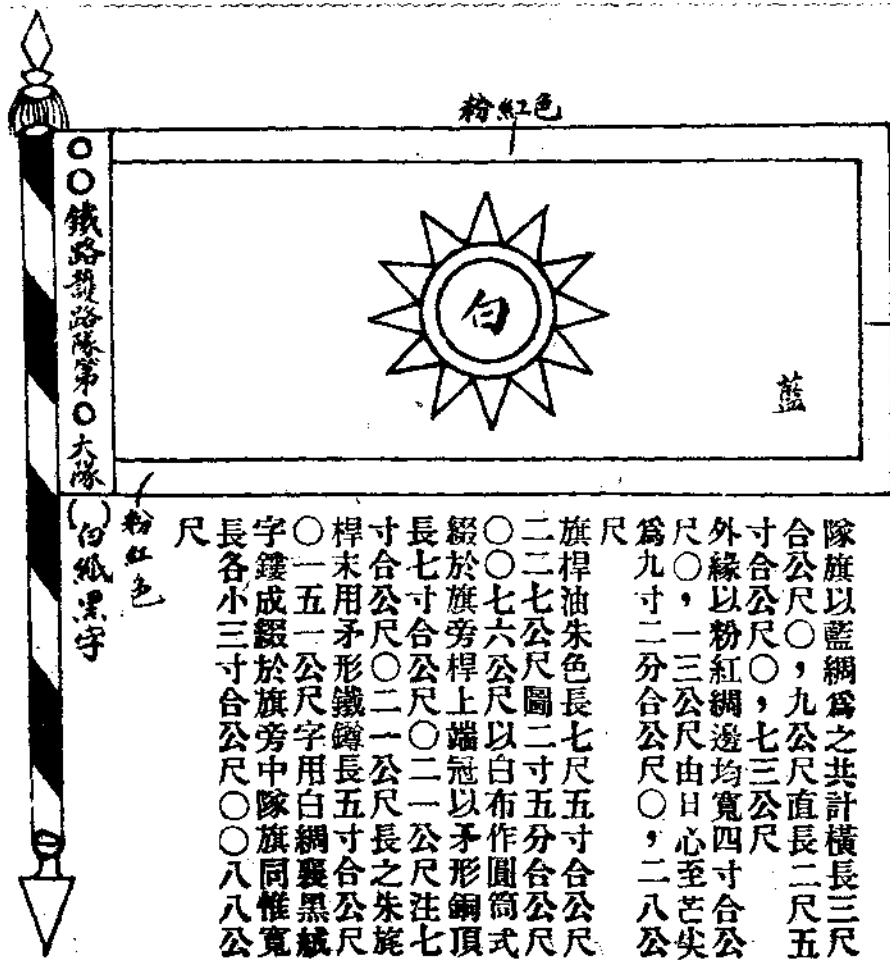 粉紅色
○○鐵路護路隊第○大隊
白
藍
粉紅色
(白紙黑字)
隊旗以藍綢爲之共計橫長三尺
合公尺○，九公尺直長二尺五
寸合公尺○，七三公尺
外緣以粉紅綢邊均寬四寸合公
尺○，一三公尺由日心至芒尖
爲九寸二分合公尺○，二八公
尺
旗桿油朱色長七尺五寸合公尺
二二七公尺圖二寸五分合公尺
○○七六公尺以白布作圓筒式
綴於旗旁桿上端冠以矛形銅頂
長七寸合公尺○二一公尺注七
寸合公尺○二一公尺長之朱旄
桿末用矛形鐵鐏長五寸合公尺
○一五一公尺字用白綢襄黑絨
字鏤成綴於旗旁中隊旗同惟寬
長各小三寸合公尺○○八八公
尺